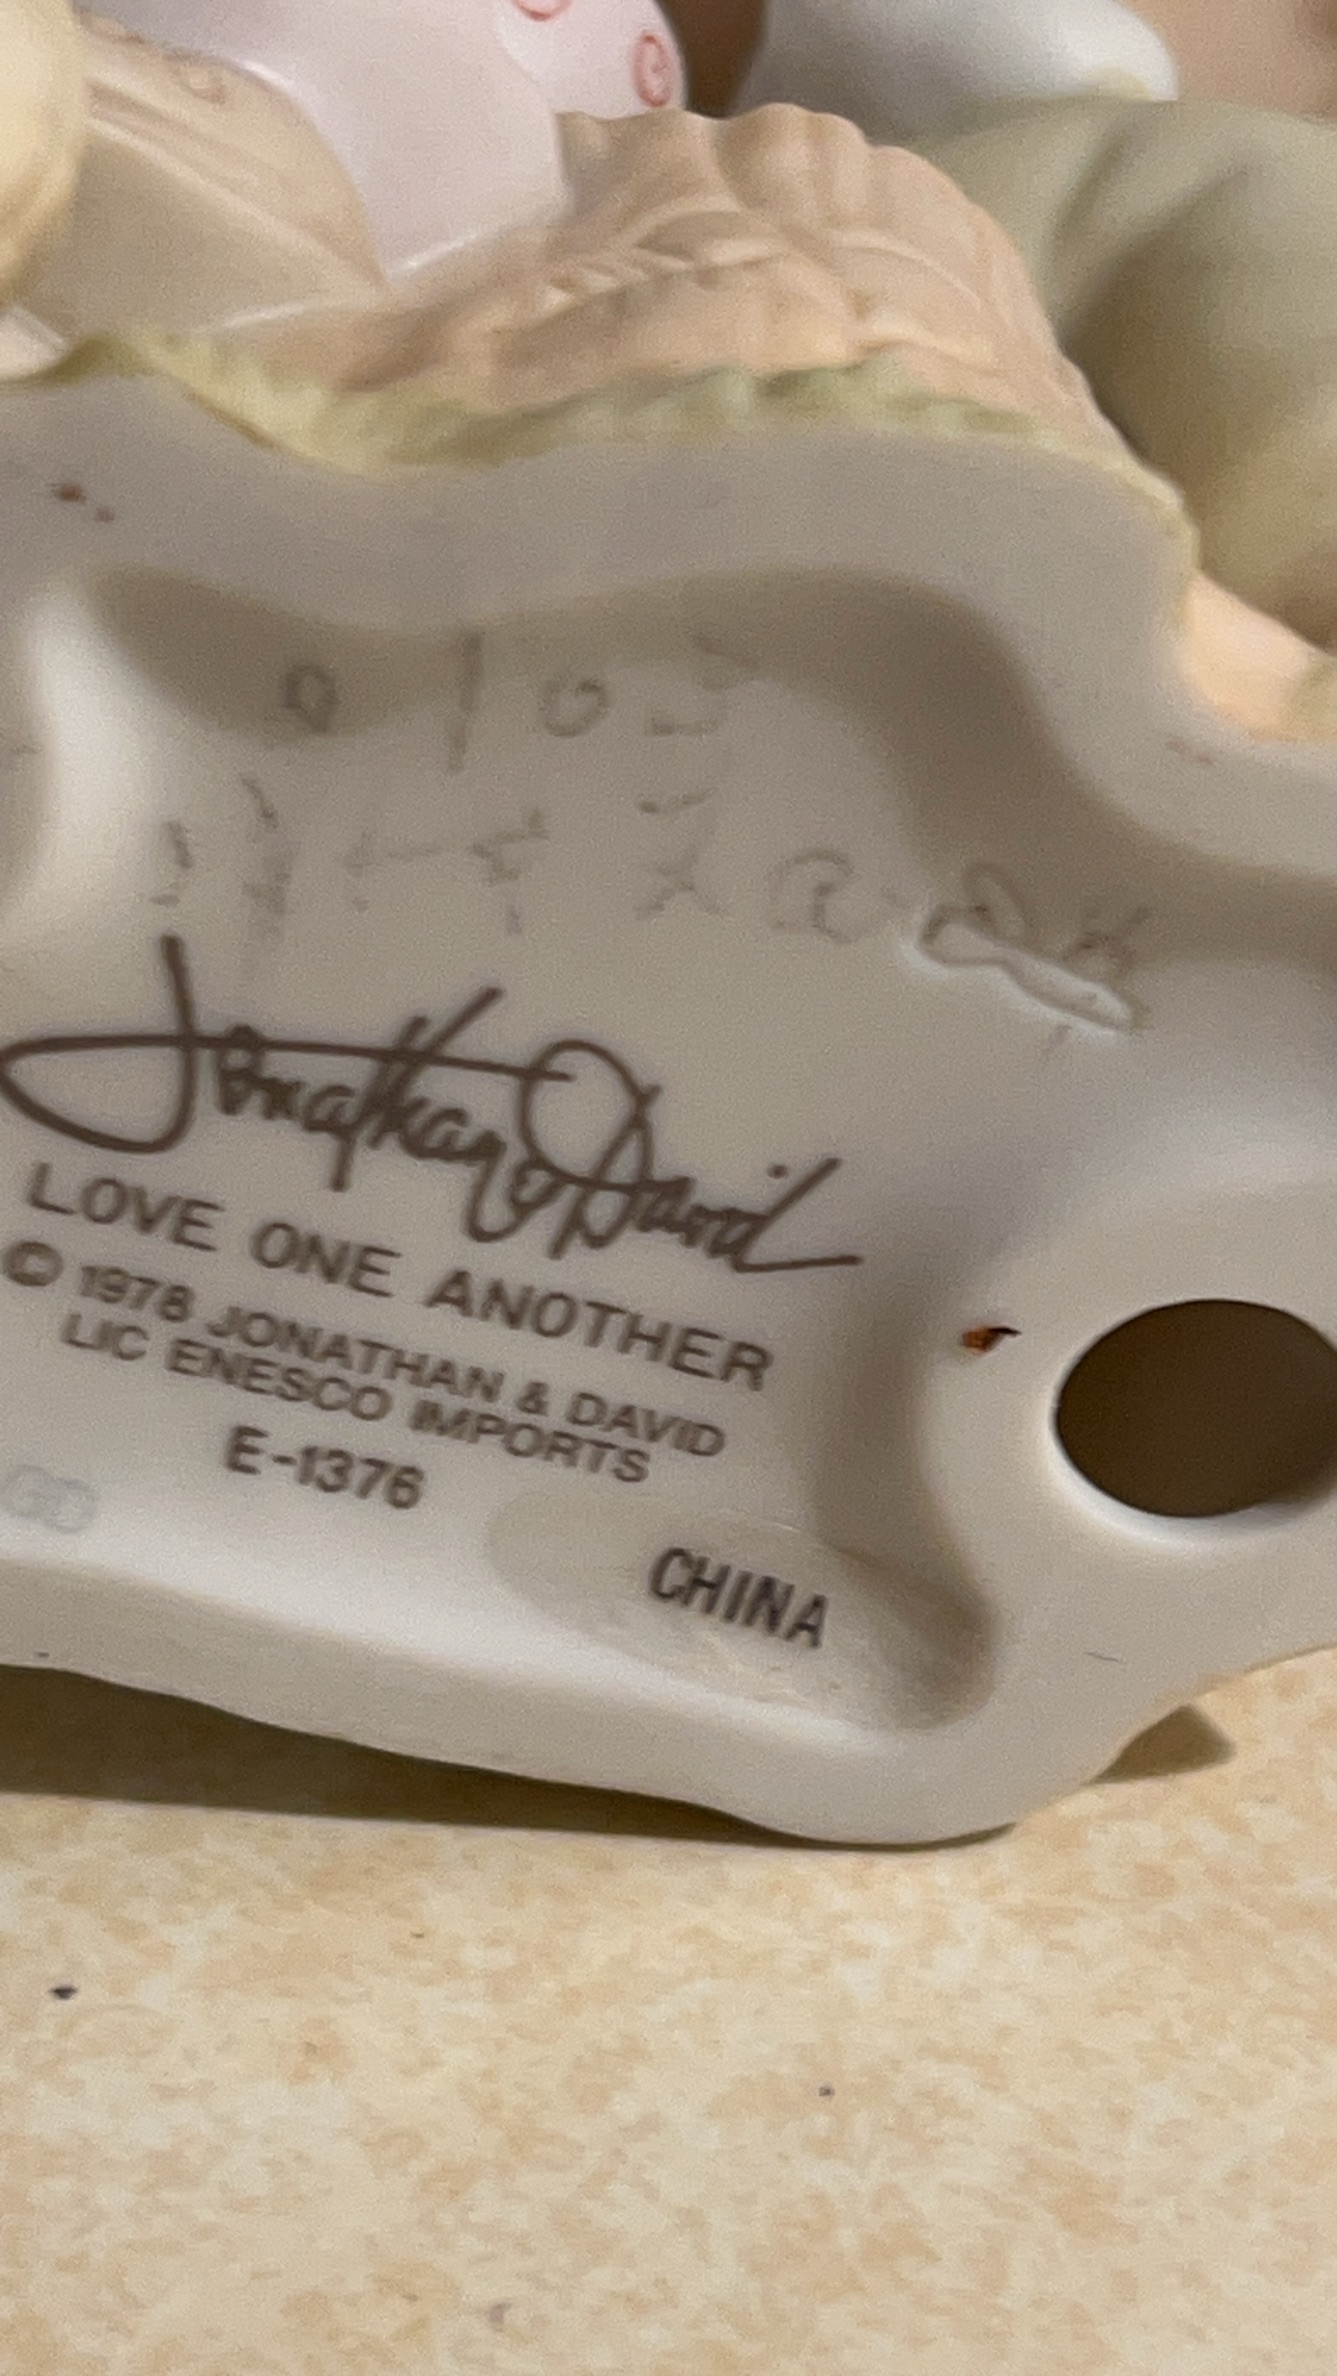 Jonathan & David
LOVE ONE ANOTHER
© 1978 JONATHAN & DAVID
LIC ENESCO IMPORTS
E-1376
CHINA